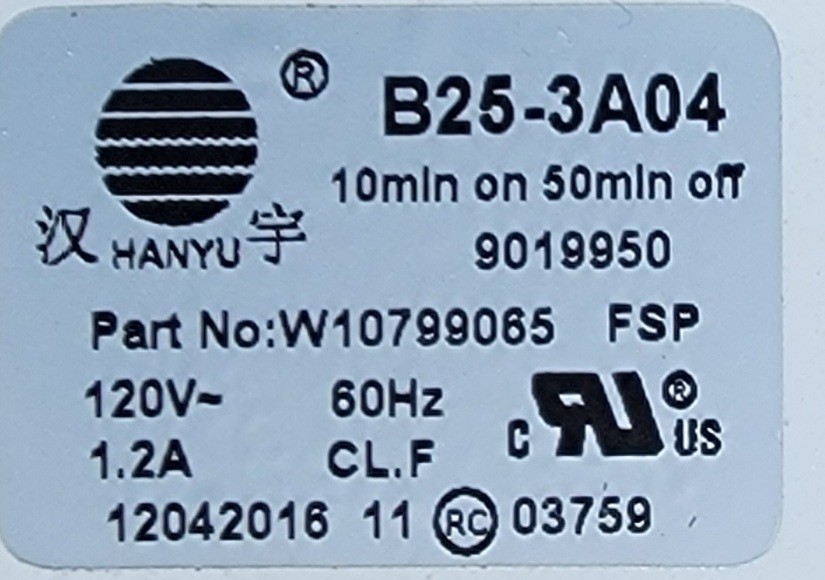 ® B25-3A04
10min on 50min off
汉 HANYU 宇 9019950
Part No:W10799065 FSP
120V~ 60Hz
1.2A CL.F C RU ® US
12042016 11 RC 03759